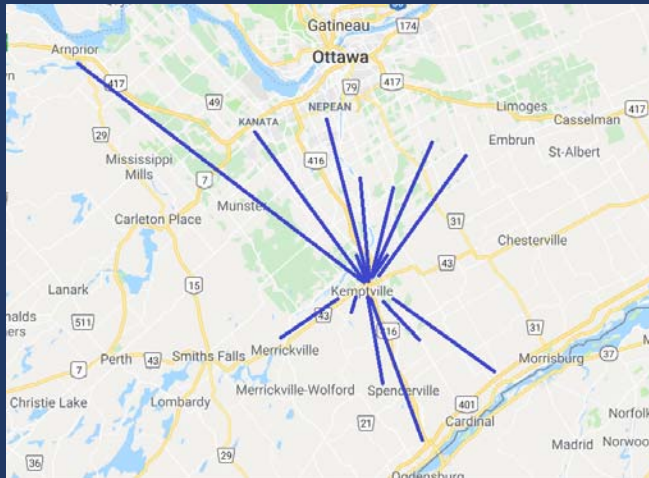 Gatineau
174
Arnprior
Ottawa
417
79
417
49
NEPEAN
Limoges
417
KANATA
Casselman
29
Embrun
416
St-Albert
Mississippi
Mills
7
Munster
Carleton Place
31
Chesterville
43
Lanark
15
Kemptville
511
43
416
31
Merrickville
Perth
43
Smiths Falls
Morrisburg
37
7
Merrickville-Wolford
Spencerville
Christie Lake
Lombardy
401
21
Cardinal
Norfolk
Madrid
36
29
Ogdensburg